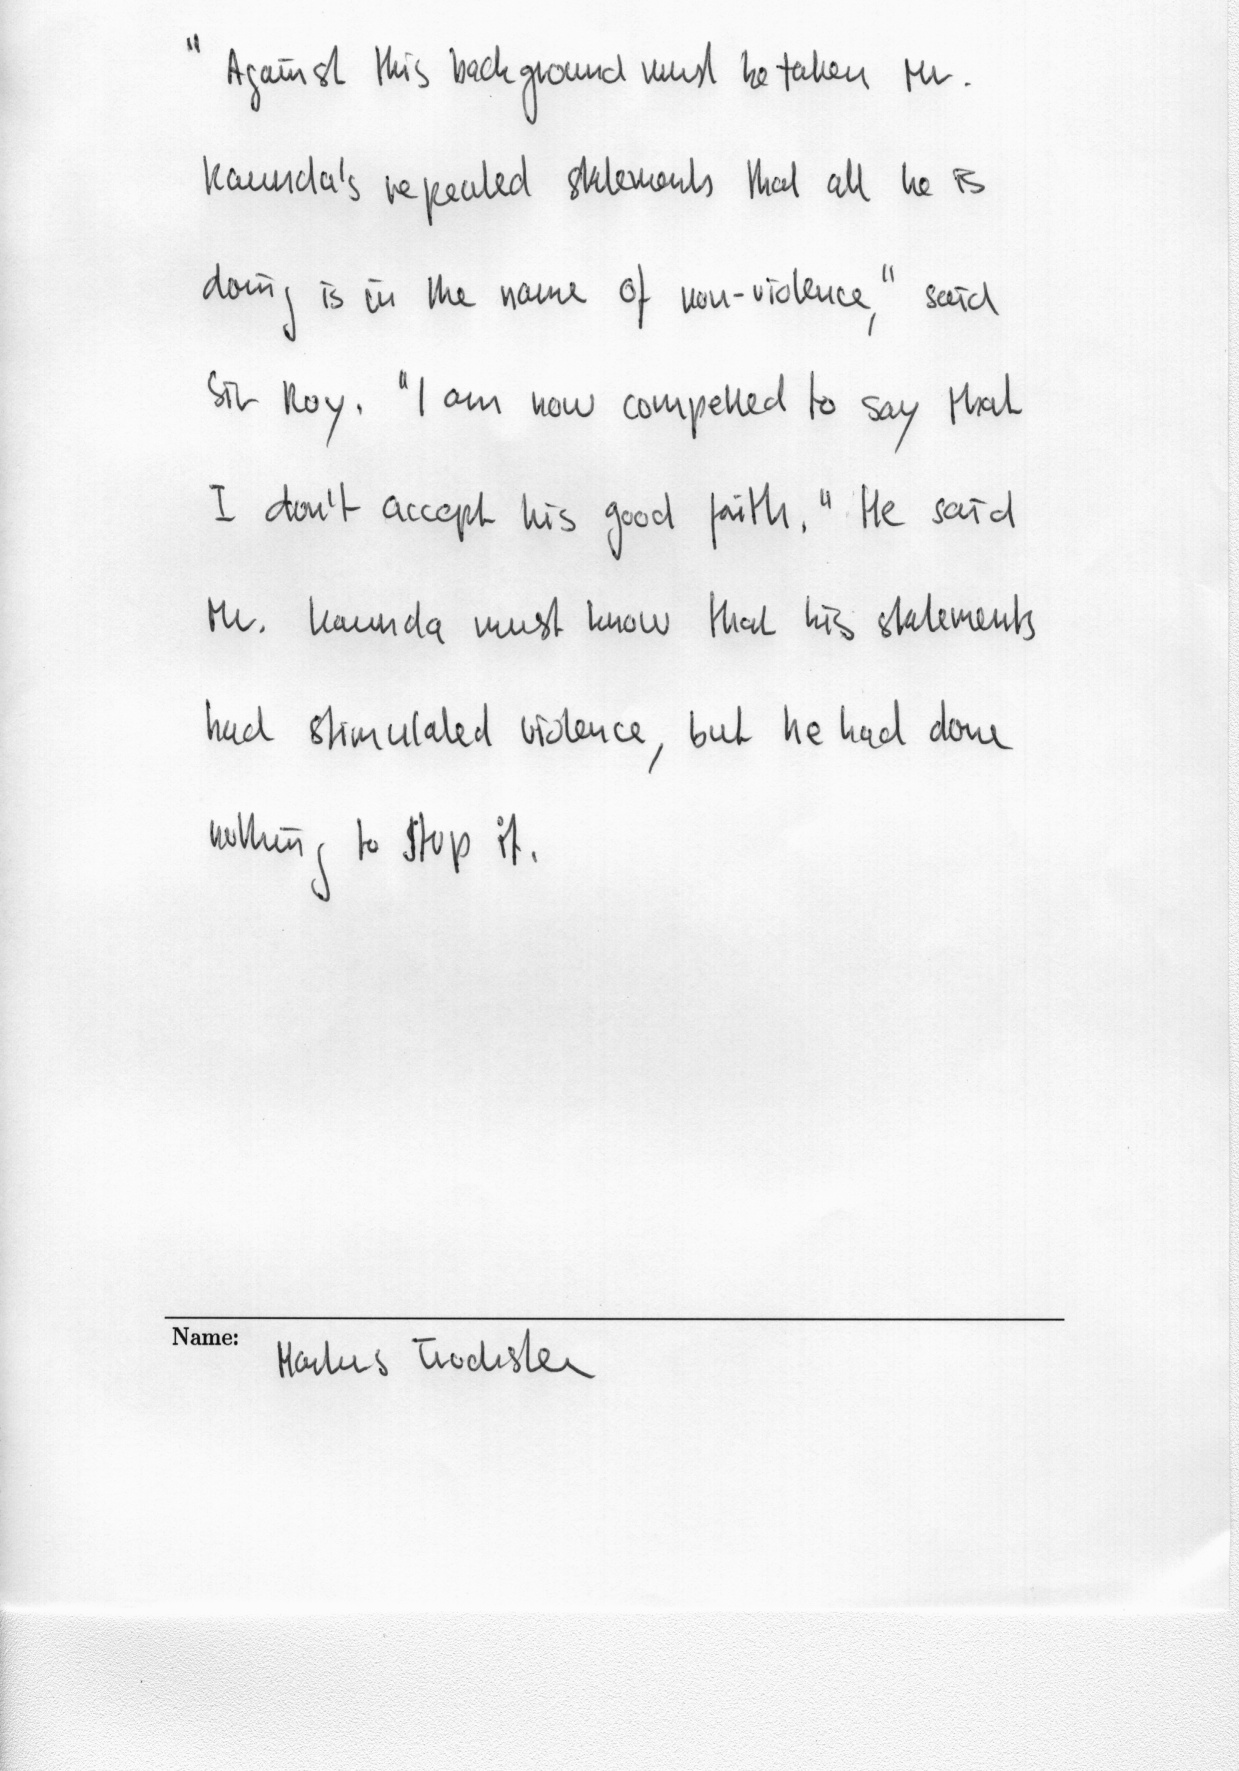 " Against this background must be taken Mr.
Kaunda's repeated statements that all he is
doing is in the name of non-violence," said
Sir Roy. "I am now compelled to say that
I don't accept his good faith." He said
Mr. Kaunda must know that his statements
had stimulated violence, but he had done
nothing to stop it.
Name: Markus